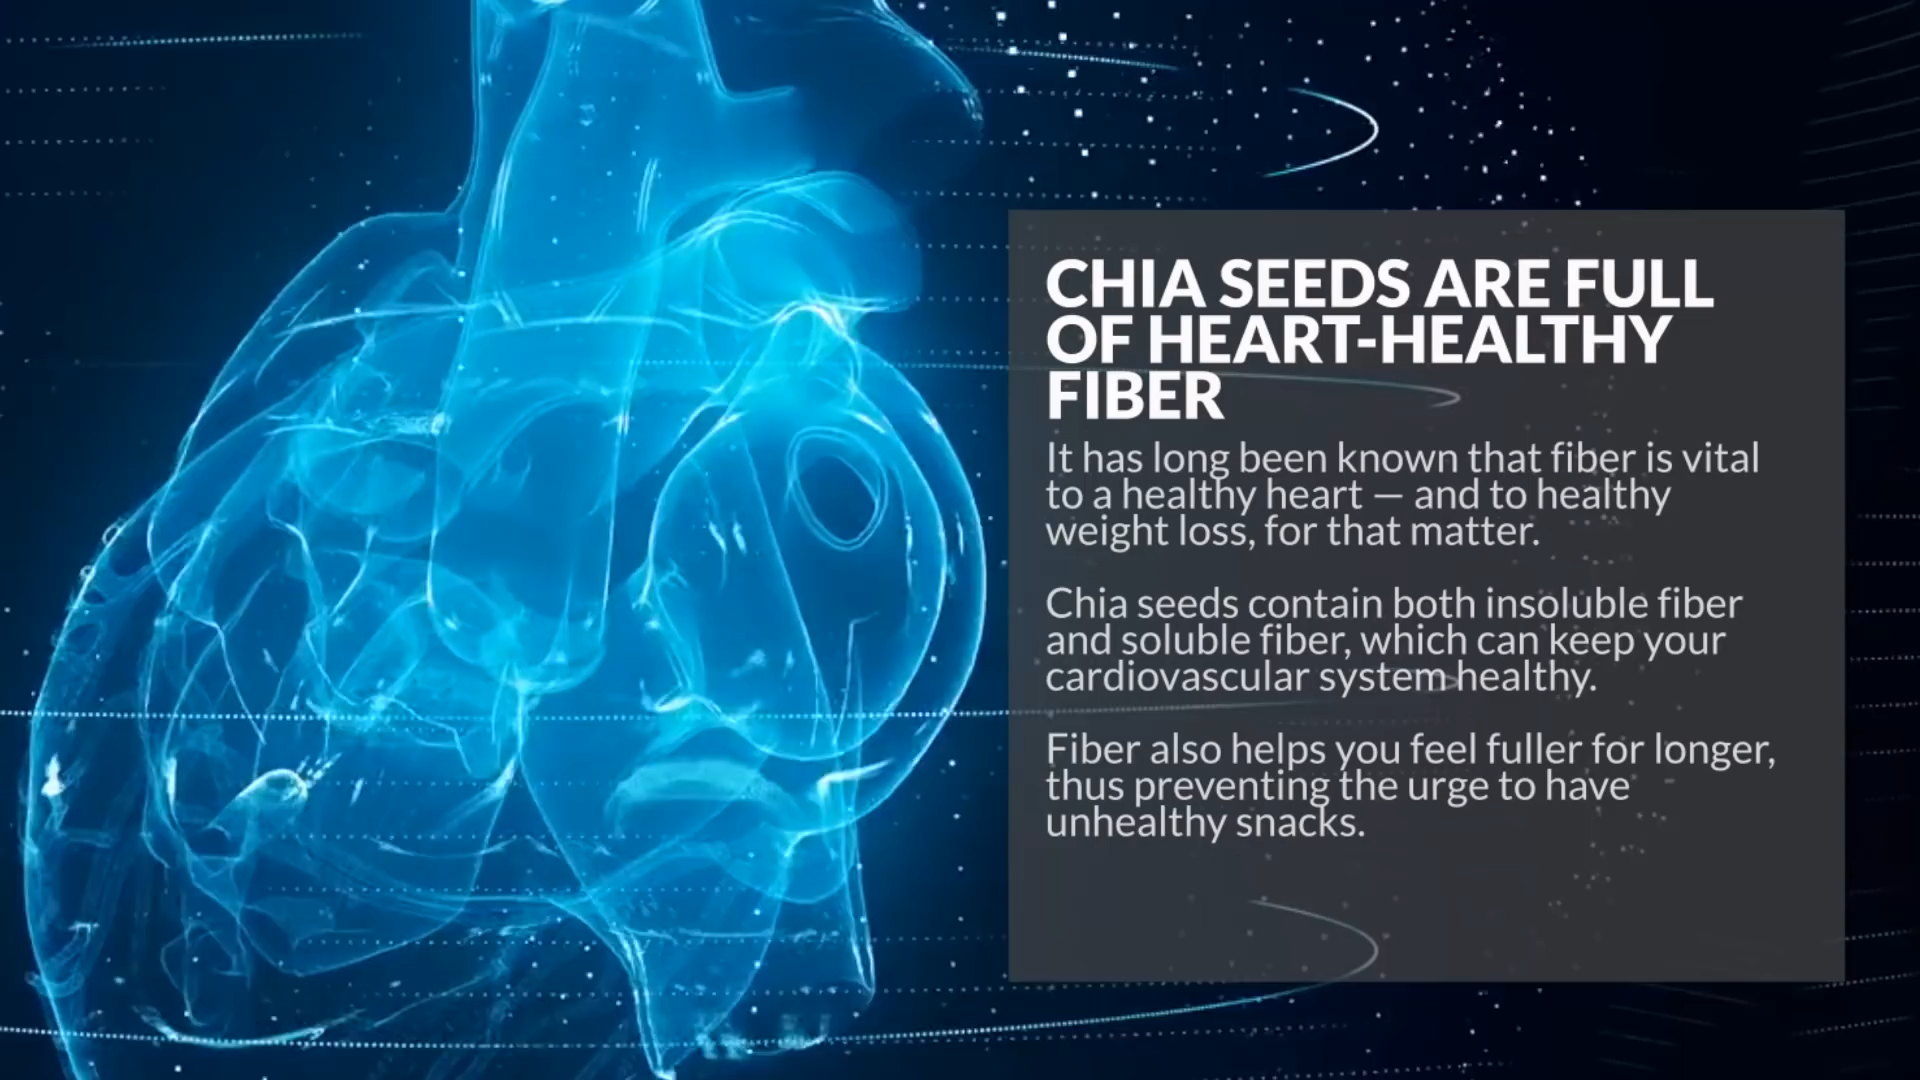 CHIA SEEDS ARE FULL
OF HEART-HEALTHY
FIBER
It has long been known that fiber is vital
to a healthy heart — and to healthy
weight loss, for that matter.
Chia seeds contain both insoluble fiber
and soluble fiber, which can keep your
cardiovascular system healthy.
Fiber also helps you feel fuller for longer,
thus preventing the urge to have
unhealthy snacks.